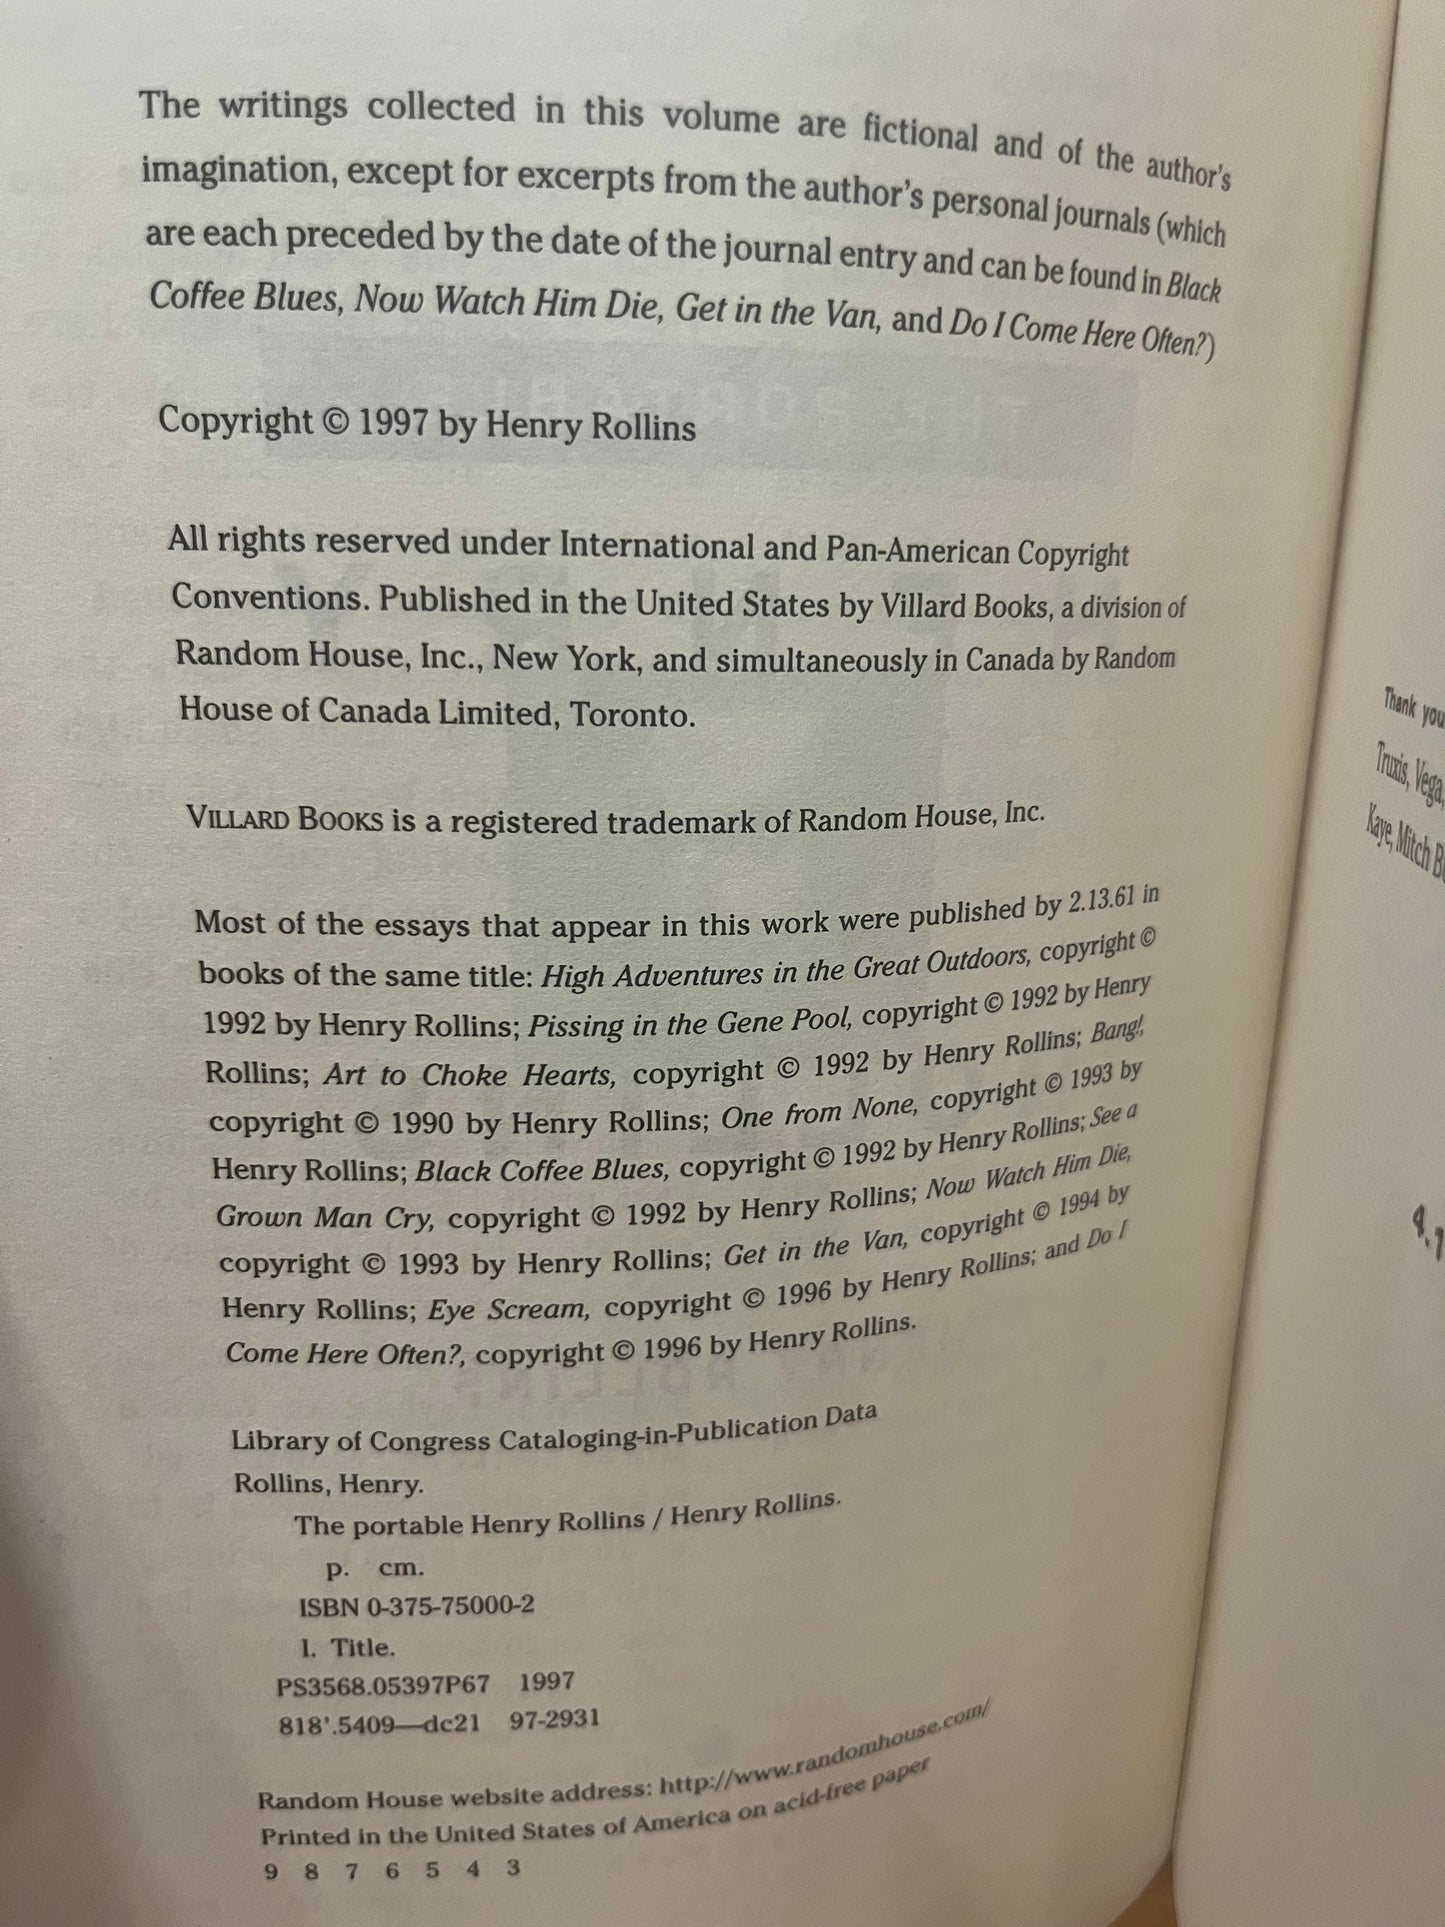 The writings collected in this volume are fictional and of the author's
imagination, except for excerpts from the author's personal journals (which
are each preceded by the date of the journal entry and can be found in Black
Coffee Blues, Now Watch Him Die, Get in the Van, and Do I Come Here Often?)
Copyright © 1997 by Henry Rollins
All rights reserved under International and Pan-American Copyright
Conventions. Published in the United States by Villard Books, a division of
Random House, Inc., New York, and simultaneously in Canada by Random
House of Canada Limited, Toronto.
VILLARD BOOKS is a registered trademark of Random House, Inc.
Most of the essays that appear in this work were published by 2.13.61 in
books of the same title: High Adventures in the Great Outdoors, copyright ©
1992 by Henry Rollins; Pissing in the Gene Pool, copyright © 1992 by Henry
Rollins; Art to Choke Hearts, copyright © 1992 by Henry Rollins; Bang!,
copyright © 1990 by Henry Rollins; One from None, copyright © 1993 by
Henry Rollins; Black Coffee Blues, copyright © 1992 by Henry Rollins; See a
Grown Man Cry, copyright © 1992 by Henry Rollins; Now Watch Him Die,
copyright © 1993 by Henry Rollins; Get in the Van, copyright © 1994 by
Henry Rollins; Eye Scream, copyright © 1996 by Henry Rollins; and Do I
Come Here Often?, copyright © 1996 by Henry Rollins.
Library of Congress Cataloging-in-Publication Data
Rollins, Henry.
The portable Henry Rollins / Henry Rollins.
p. cm.
ISBN 0-375-75000-2
I. Title.
PS3568.05397P67 1997
818'.5409—dc21 97-2931
Random House website address: http://www.randomhouse.com/
Printed in the United States of America on acid-free paper
9 8 7 6 5 4 3
Thank you
Truxis, Vega,
Kaye, Mitch